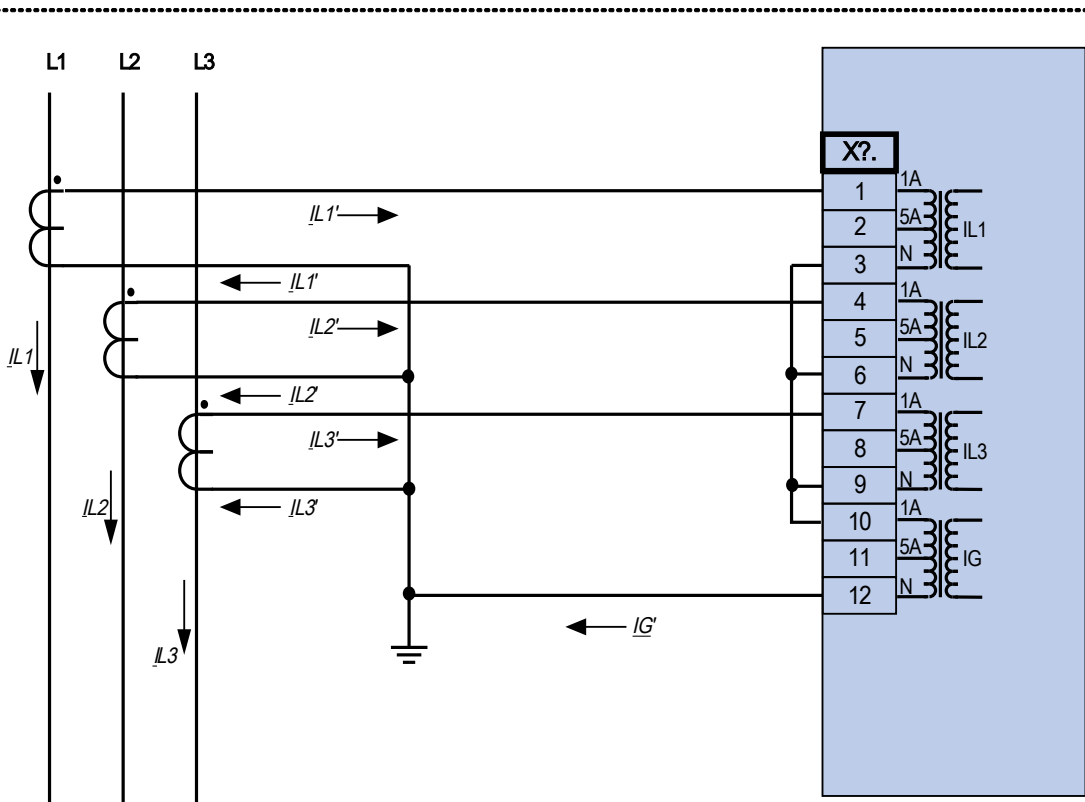 L1 L2 L3
X?.
1 1A
IL1'
2 5A IL1
3 N
IL1'
4 1A
IL2'
5 5A IL2
IL1
6 N
IL2'
7 1A
IL3'
8 5A IL3
9 N
IL3'
IL2
10 1A
11 5A IG
12 N
IG'
IL3